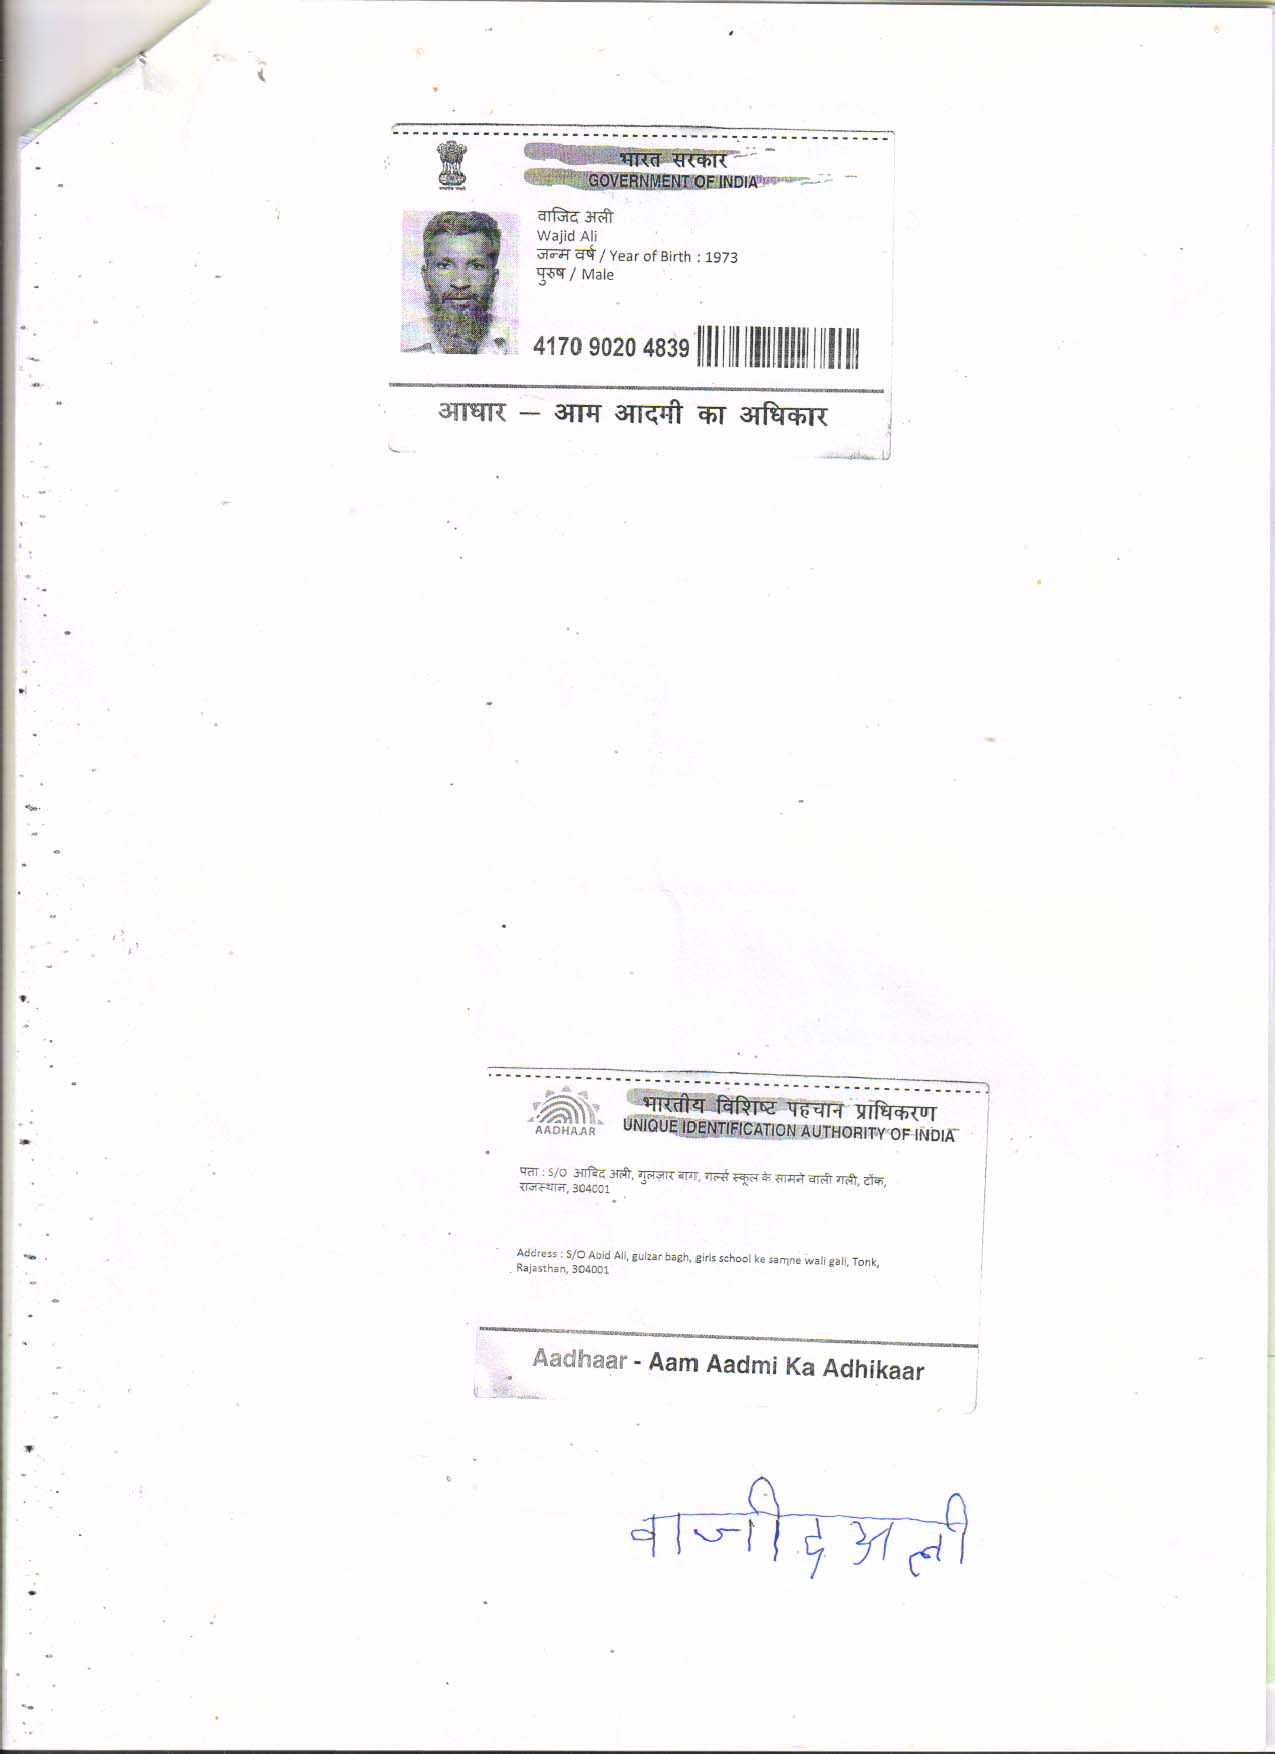 भारत सरकार
GOVERNMENT OF INDIA
वाजिद अली
Wajid Ali
जन्म वर्ष / Year of Birth : 1973
पुरुष / Male
4170 9020 4839
आधार – आम आदमी का अधिकार
भारतीय विशिष्ट पहचान प्राधिकरण
AADHAAR
UNIQUE IDENTIFICATION AUTHORITY OF INDIA
पता : S/O आबिद अली, गुलज़ार बाग, गर्ल्स स्कूल के सामने वाली गली, टोंक,
राजस्थान, 304001
Address : S/O Abid Ali, gulzar bagh, girls school ke samne wali gali, Tonk,
Rajasthan, 304001
Aadhaar - Aam Aadmi Ka Adhikaar
वाजीद अली